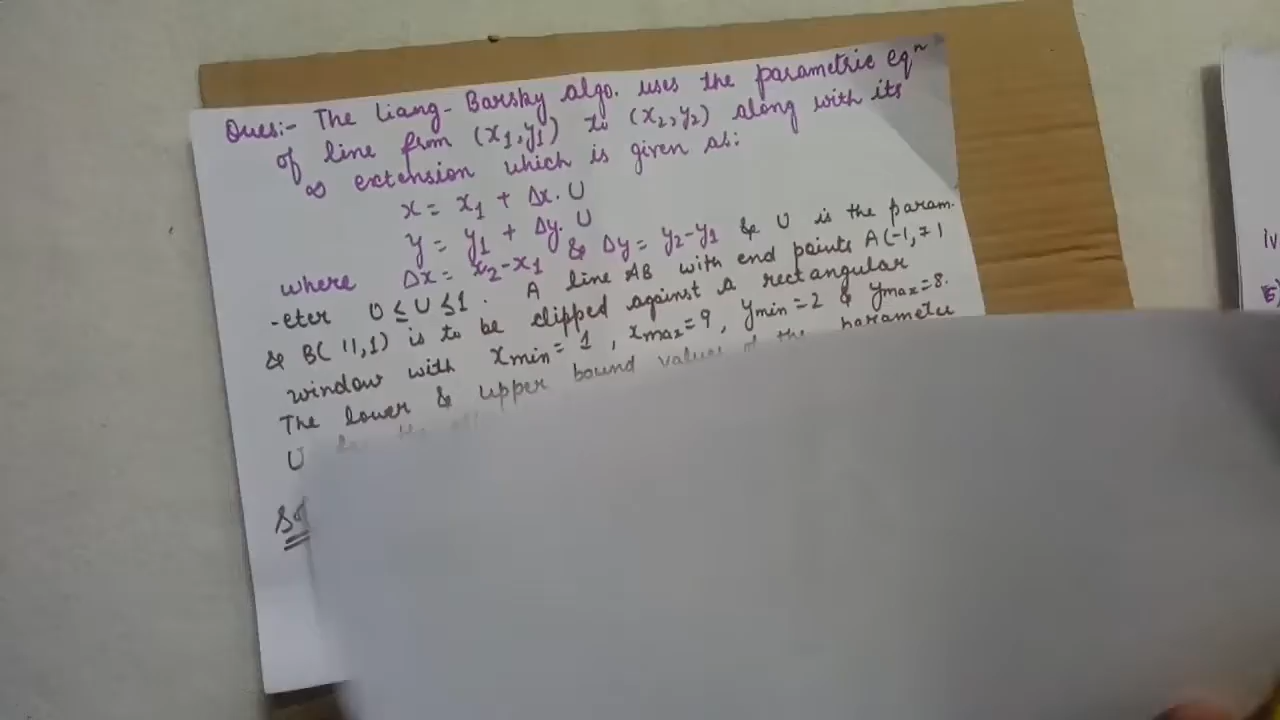 Ques:- The Liang-Barsky algo. uses the parametric eqn
of line from (x1,y1) to (x2,y2) along with its
∞ extension which is given as:
x = x1 + Δx.U
y = y1 + Δy.U
where Δx = x2-x1 & Δy = y2-y1 & U is the param-
-eter 0 ≤ U ≤ 1. A line AB with end points A(-1,7)
& B(11,1) is to be clipped against a rectangular
window with xmin=1, xmax=9, ymin=2 & ymax=8.
The lower & upper bound values of the parameter
U
iv